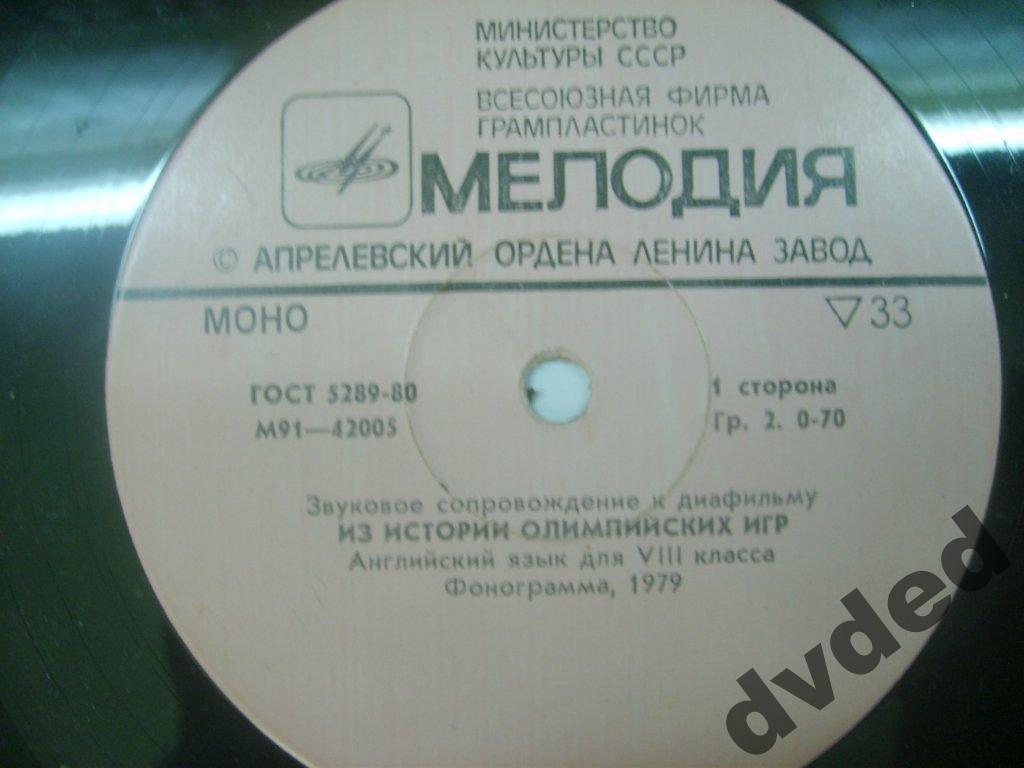 МИНИСТЕРСТВО
КУЛЬТУРЫ СССР
ВСЕСОЮЗНАЯ ФИРМА
ГРАМПЛАСТИНОК
МЕЛОДИЯ
© АПРЕЛЕВСКИЙ ОРДЕНА ЛЕНИНА ЗАВОД
МОНО ▽33
ГОСТ 5289-80 1 сторона
М91—42005 Гр. 2. 0-70
Звуковое сопровождение к диафильму
ИЗ ИСТОРИИ ОЛИМПИЙСКИХ ИГР
Английский язык для VIII класса
Фонограмма, 1979
dvded